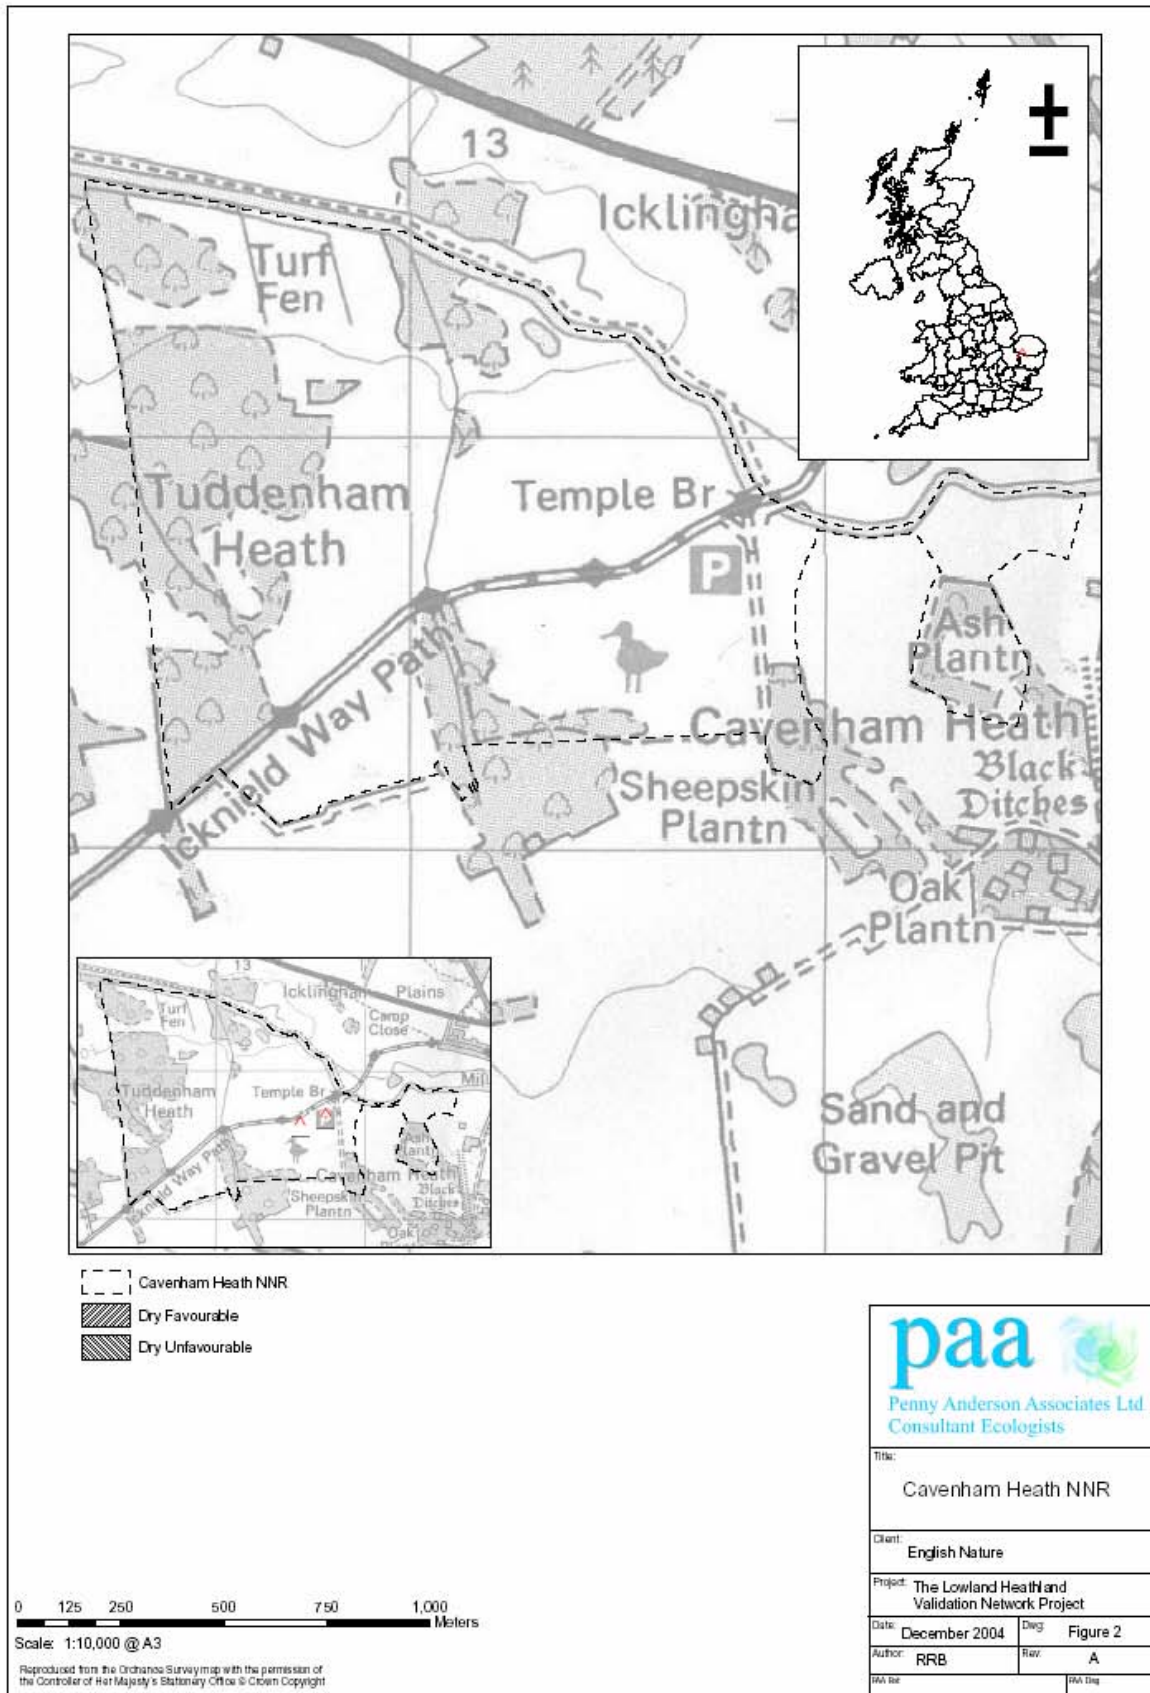 13
Icklingha
Turf
Fen
Tuddenham
Heath
Temple Br
P
Icknield Way Path
Ash
Plantn
Cavenham Heath
Black
Ditches
Sheepskin
Plantn
Oak
Plantn
Sand and
Gravel Pit
13
Icklingham Plains
Camp
Close
Turf
Fen
Tuddenham
Heath
Temple Br
Mil
Icknield Way Path
Ash
Plantn
Cavenham Heath
Black
Ditches
Sheepskin
Plantn
Oak
Cavenham Heath NNR
Dry Favourable
Dry Unfavourable
paa
Penny Anderson Associates Ltd
Consultant Ecologists
Title:
Cavenham Heath NNR
Client: English Nature
Project: The Lowland Heathland
Validation Network Project
Date: December 2004 Dwg: Figure 2
Author: RRB Rev: A
PAA Ref: PAA Dwg
0 125 250 500 750 1,000
Meters
Scale: 1:10,000 @ A3
Reproduced from the Ordnance Survey map with the permission of
the Controller of Her Majesty's Stationery Office © Crown Copyright